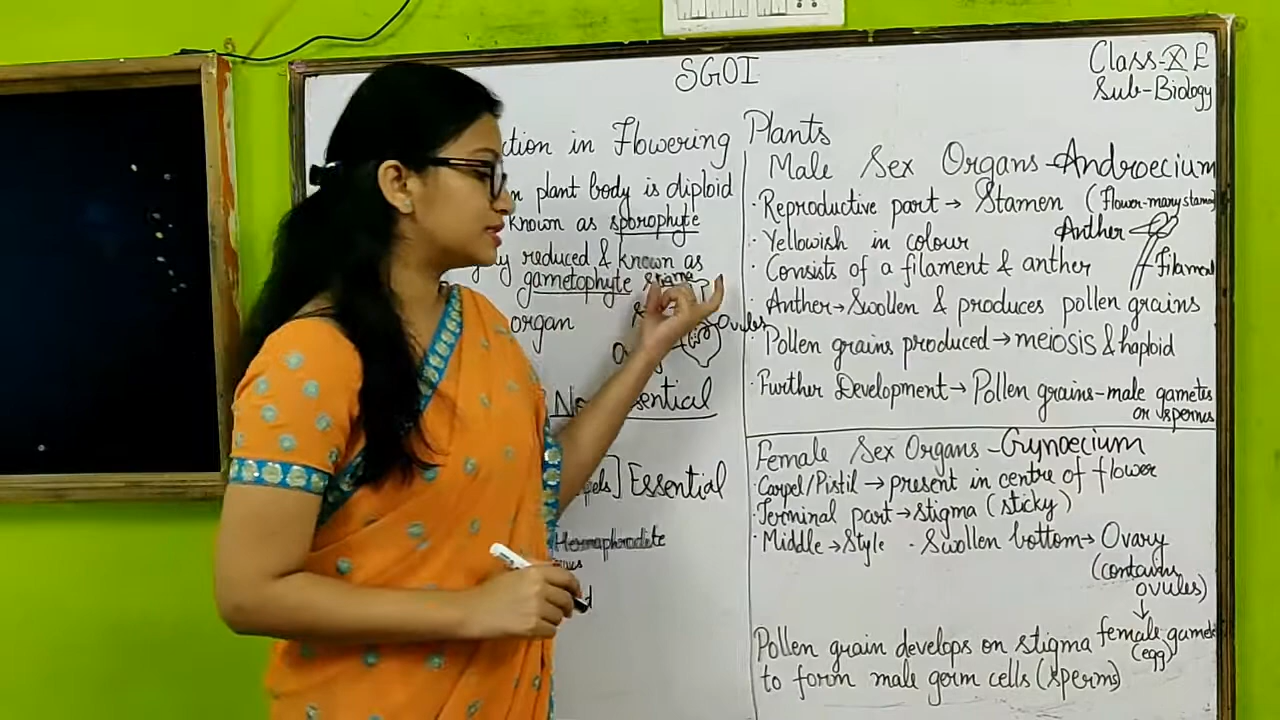 SGOI
Class-XI E
Sub-Biology
ction in Flowering Plants
n plant body is diploid
known as sporophyte
reduced & known as
gametophyte
Stigma
organ
Ovules
Essential
Hermaphrodite
Male Sex Organs-Androecium
· Reproductive part → Stamen (Flower-many stamen)
· Yellowish in colour
Anther
· Consists of a filament & anther
Filament
· Anther→Swollen & produces pollen grains
· Pollen grains produced→meiosis & haploid
· Further Development→ Pollen grains-male gametes
or sperms
Female Sex Organs-Gynoecium
· Carpel/Pistil → present in centre of flower
· Terminal part→stigma (sticky)
· Middle→Style · Swollen bottom→ Ovary
(contains
ovules)
↓
female gamete
(egg)
Pollen grain develops on stigma
to form male germ cells (sperms)